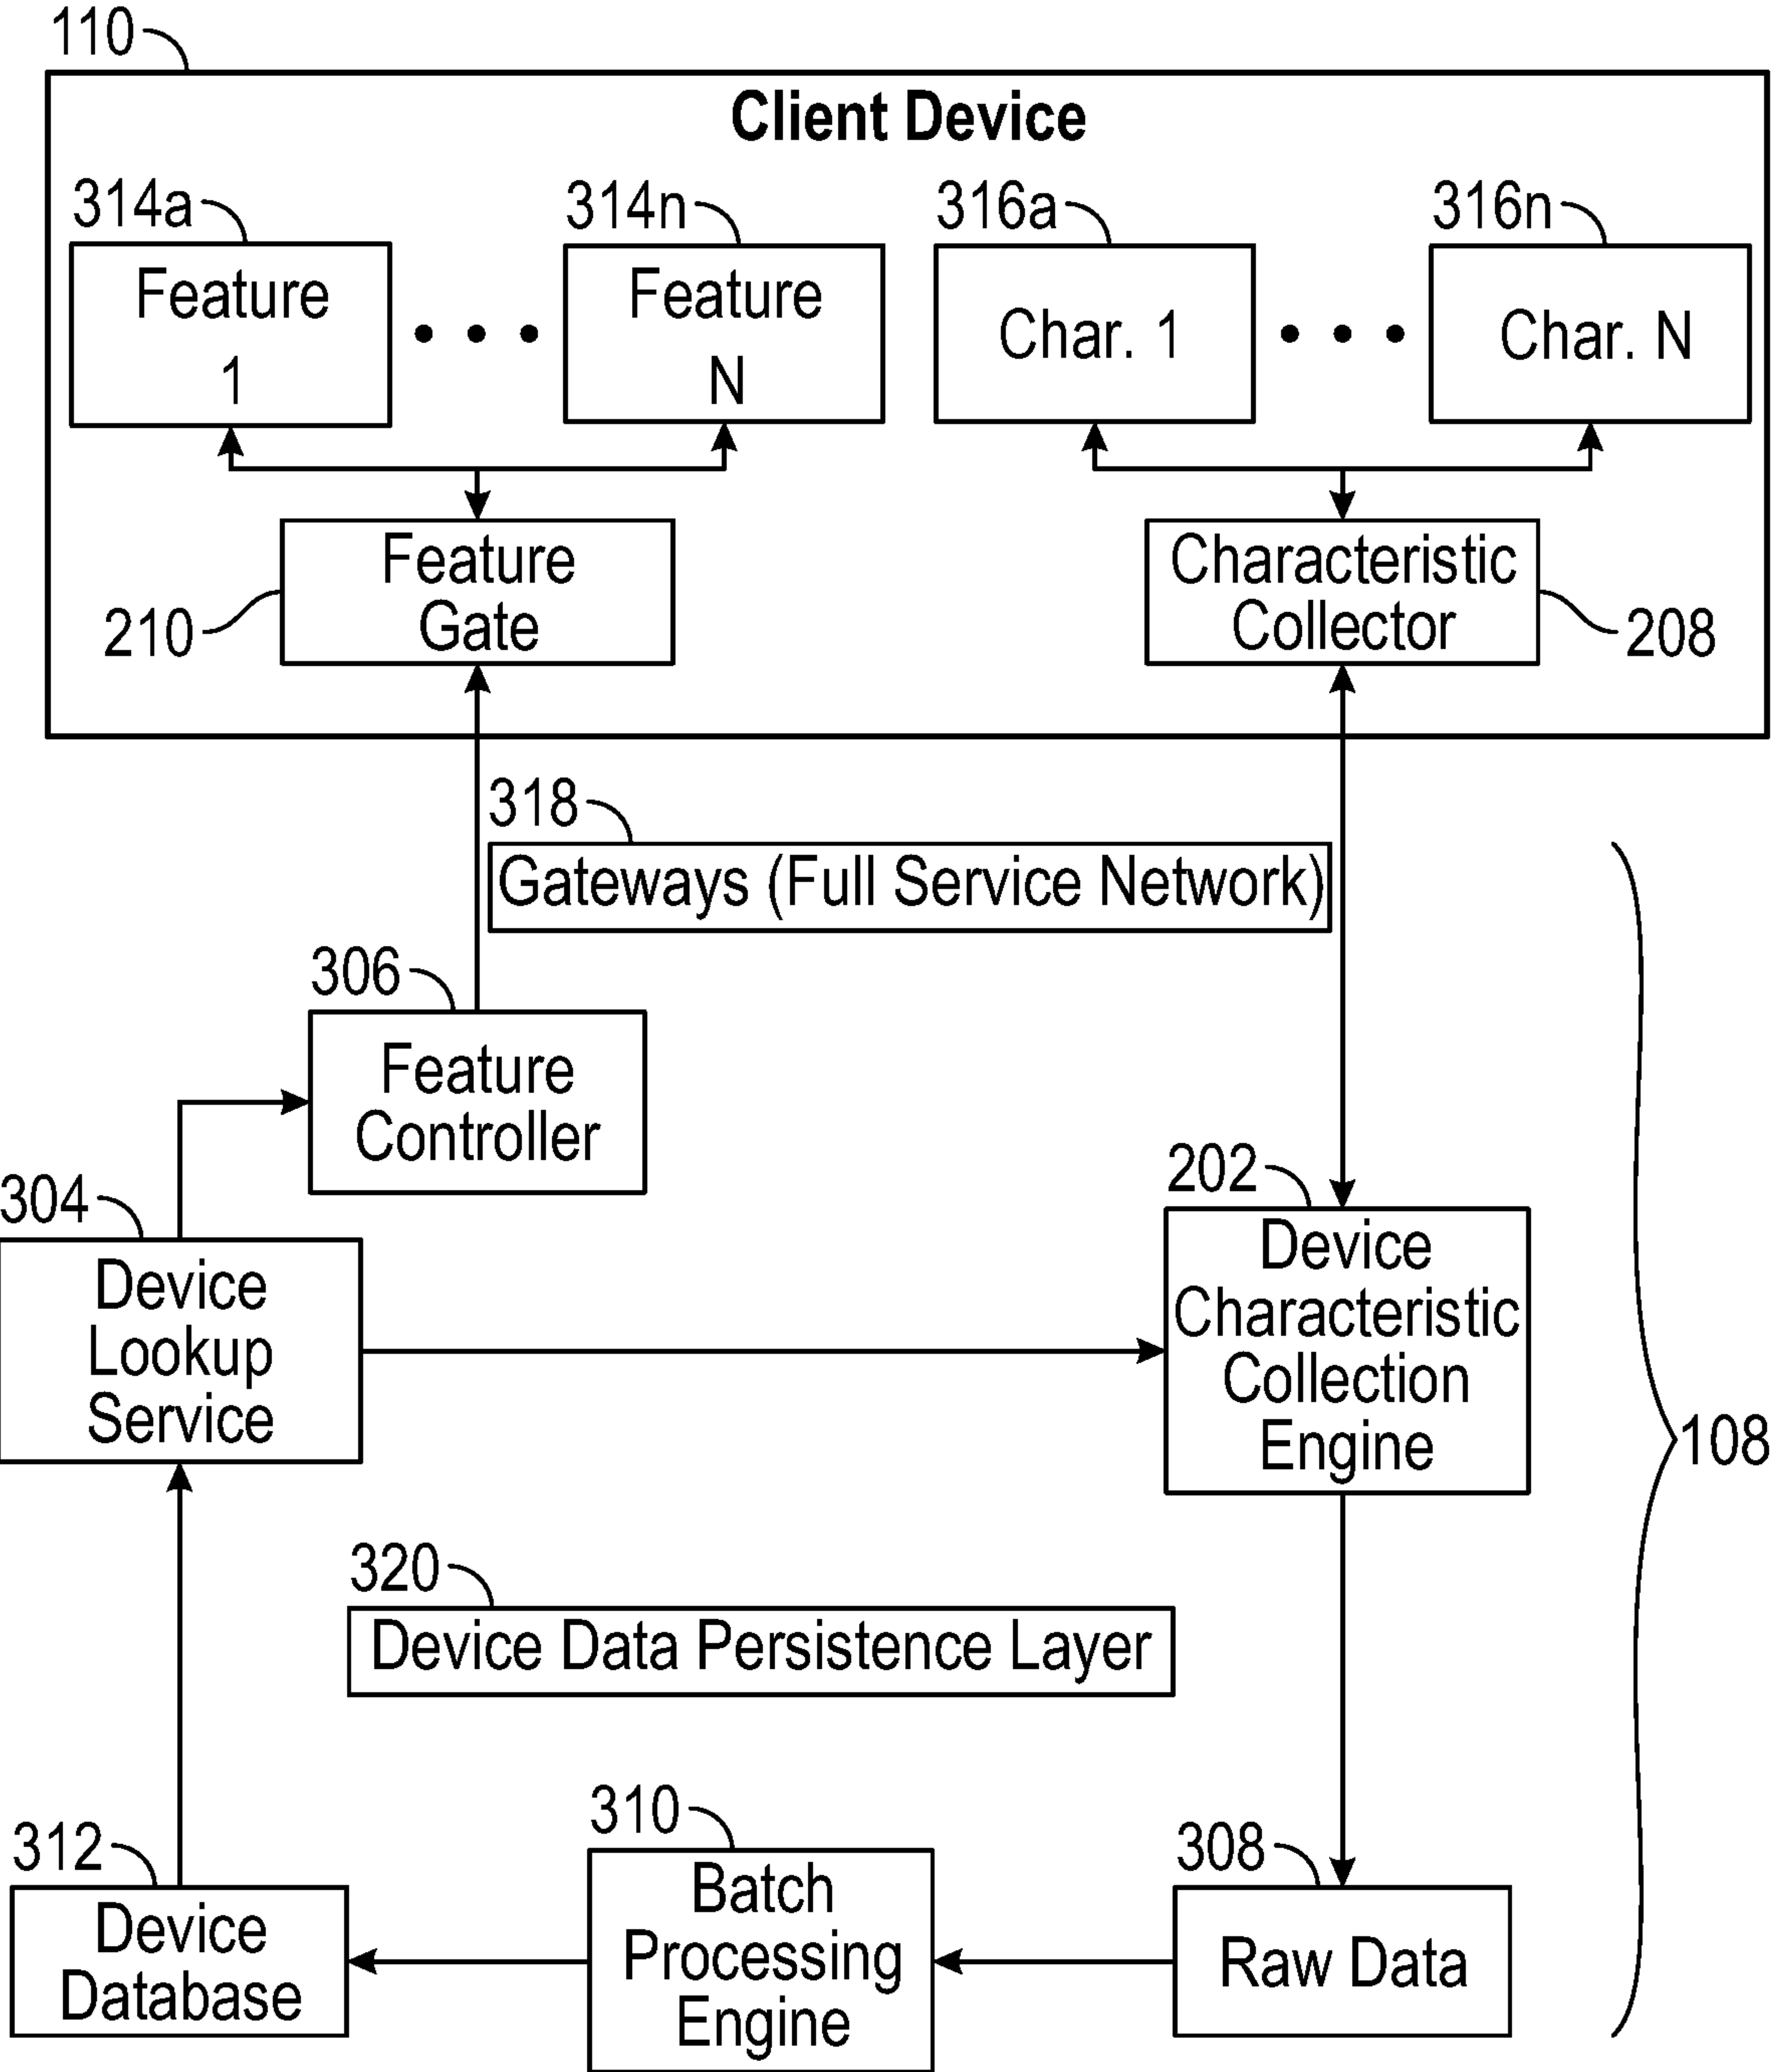 110
Client Device
314a
314n
316a
316n
Feature
1
Feature
N
Char. 1
Char. N
Feature
Gate
210
Characteristic
Collector
208
318
Gateways (Full Service Network)
306
Feature
Controller
304
Device
Lookup
Service
202
Device
Characteristic
Collection
Engine
108
320
Device Data Persistence Layer
312
Device
Database
310
Batch
Processing
Engine
308
Raw Data